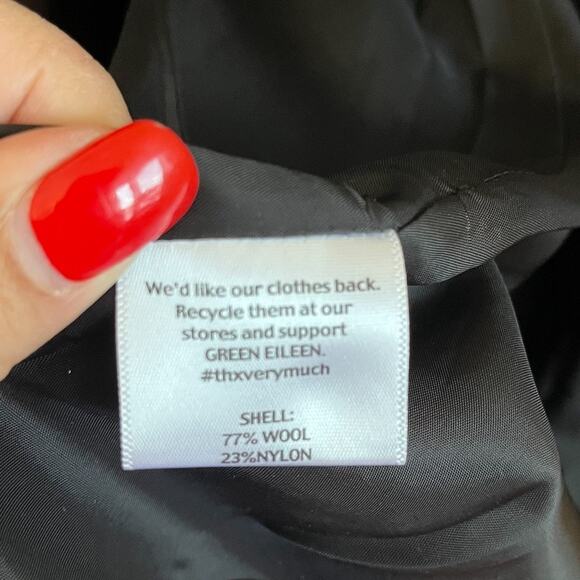 We'd like our clothes back.
Recycle them at our
stores and support
GREEN EILEEN.
#thxverymuch
SHELL:
77% WOOL
23%NYLON